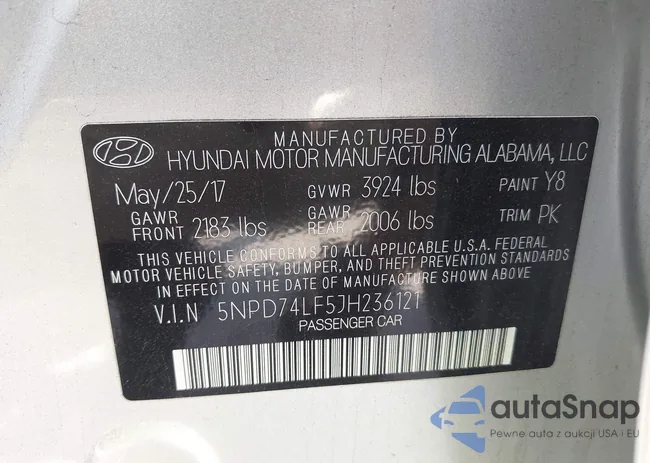 MANUFACTURED BY
HYUNDAI MOTOR MANUFACTURING ALABAMA, LLC
May/25/17 GVWR 3924 lbs PAINT Y8
GAWR FRONT 2183 lbs GAWR REAR 2006 lbs TRIM PK
THIS VEHICLE CONFORMS TO ALL APPLICABLE U.S.A. FEDERAL
MOTOR VEHICLE SAFETY, BUMPER, AND THEFT PREVENTION STANDARDS
IN EFFECT ON THE DATE OF MANUFACTURE SHOWN ABOVE.
V.I.N 5NPD74LF5JH236121
PASSENGER CAR
autaSnap
Pewne auta z aukcji USA i EU